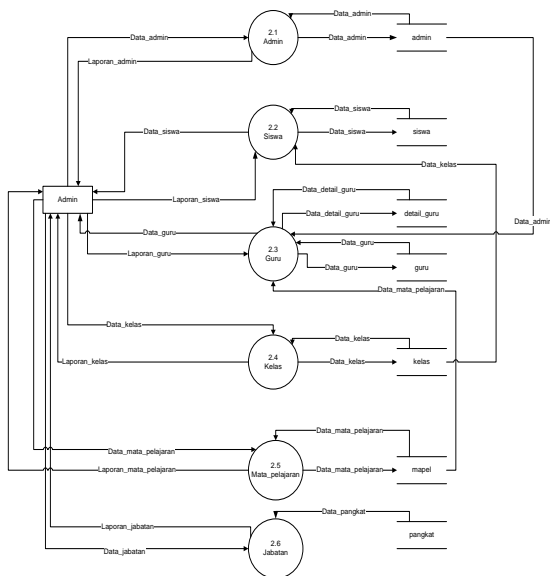 Data_admin
2.1
Admin
Data_admin
Data_admin
admin
Laporan_admin
2.2
Siswa
Data_siswa
Data_siswa
Data_siswa
siswa
Data_kelas
Admin
Laporan_siswa
Data_detail_guru
Data_detail_guru
detail_guru
Data_admin
Data_guru
2.3
Guru
Data_guru
Laporan_guru
Data_guru
guru
Data_mata_pelajaran
Data_kelas
2.4
Kelas
Data_kelas
Laporan_kelas
Data_kelas
kelas
Data_mata_pelajaran
Data_mata_pelajaran
2.5
Mata_pelajaran
Laporan_mata_pelajaran
Data_mata_pelajaran
mapel
Data_pangkat
Laporan_jabatan
2.6
Jabatan
pangkat
Data_jabatan